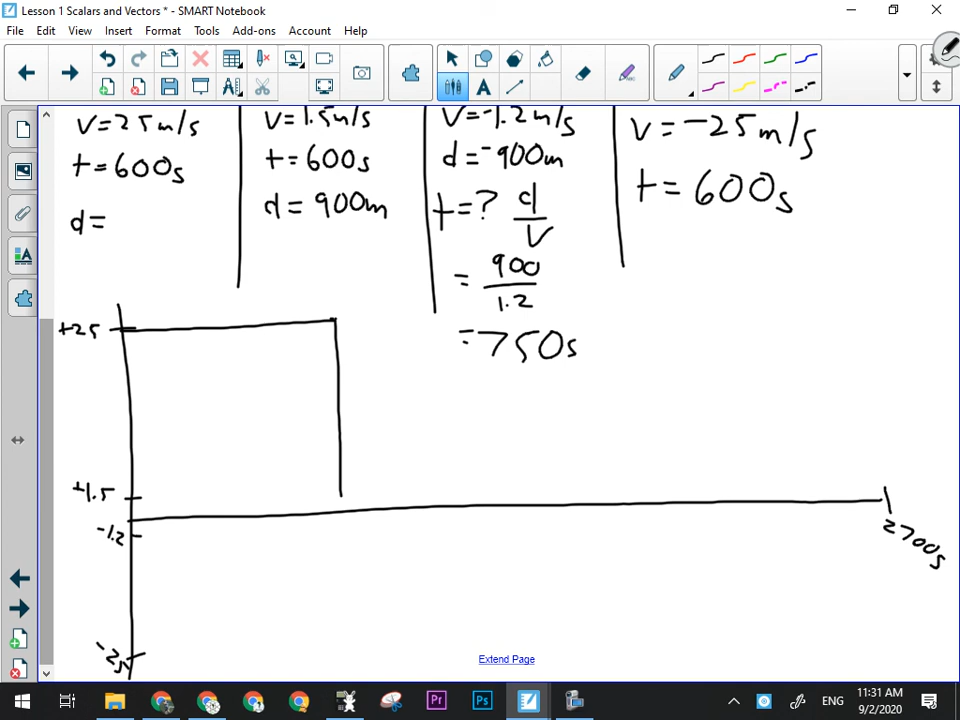 Lesson 1 Scalars and Vectors * - SMART Notebook
File Edit View Insert Format Tools Add-ons Account Help
v=25m/s
t=600s
d=
v=1.5m/s
t=600s
d=900m
v=-1.2m/s
d=-900m
t=? d/v
= 900/1.2
=750s
v=-25m/s
t=600s
+25
+1.5
-1.2
-25
2700s
Extend Page
Pr
Ps
ENG
11:31 AM
9/2/2020